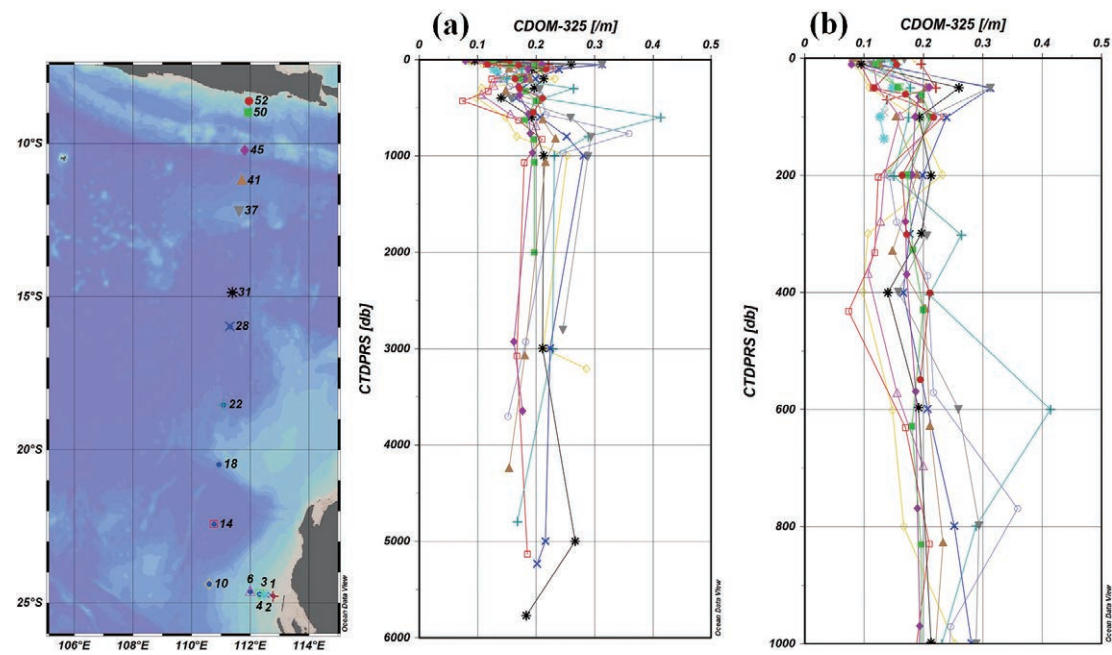 (a)
(b)
CDOM-325 [/m]
CDOM-325 [/m]
0 0.1 0.2 0.3 0.4 0.5
0 0.1 0.2 0.3 0.4 0.5
52
50
10°S
45
41
37
15°S
31
28
22
20°S
18
14
10
6 3 1
4 2
25°S
106°E 108°E 110°E 112°E 114°E
Ocean Data View
CTDPRS [db]
0
1000
2000
3000
4000
5000
6000
Ocean Data View
CTDPRS [db]
0
200
400
600
800
1000
Ocean Data View